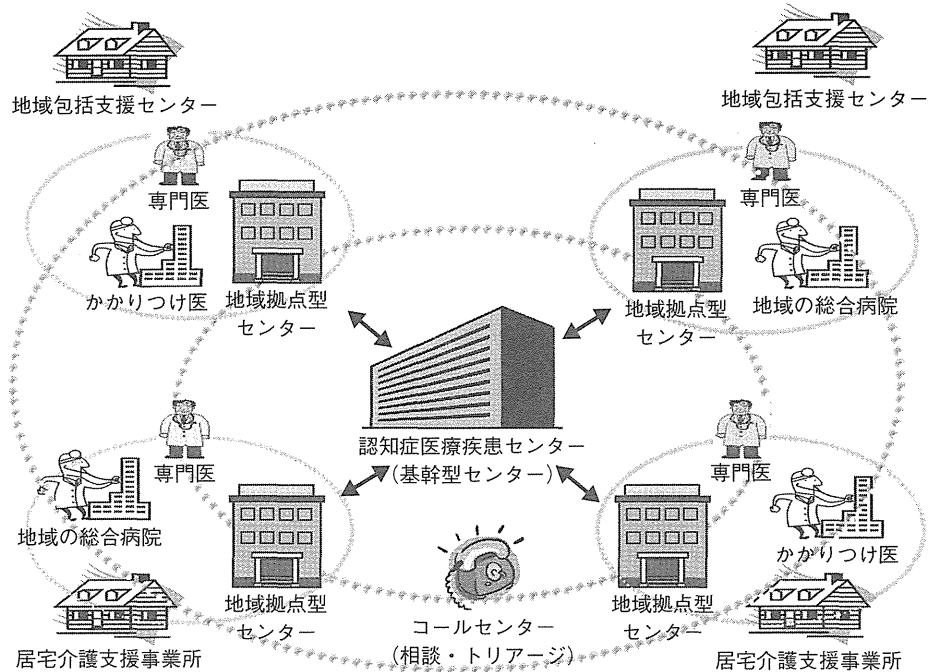 地域包括支援センター
地域包括支援センター
専門医
専門医
かかりつけ医
地域拠点型
センター
地域拠点型
センター
地域の総合病院
認知症医療疾患センター
(基幹型センター)
専門医
専門医
地域の総合病院
かかりつけ医
地域拠点型
センター
コールセンター
(相談・トリアージ)
地域拠点型
センター
居宅介護支援事業所
居宅介護支援事業所